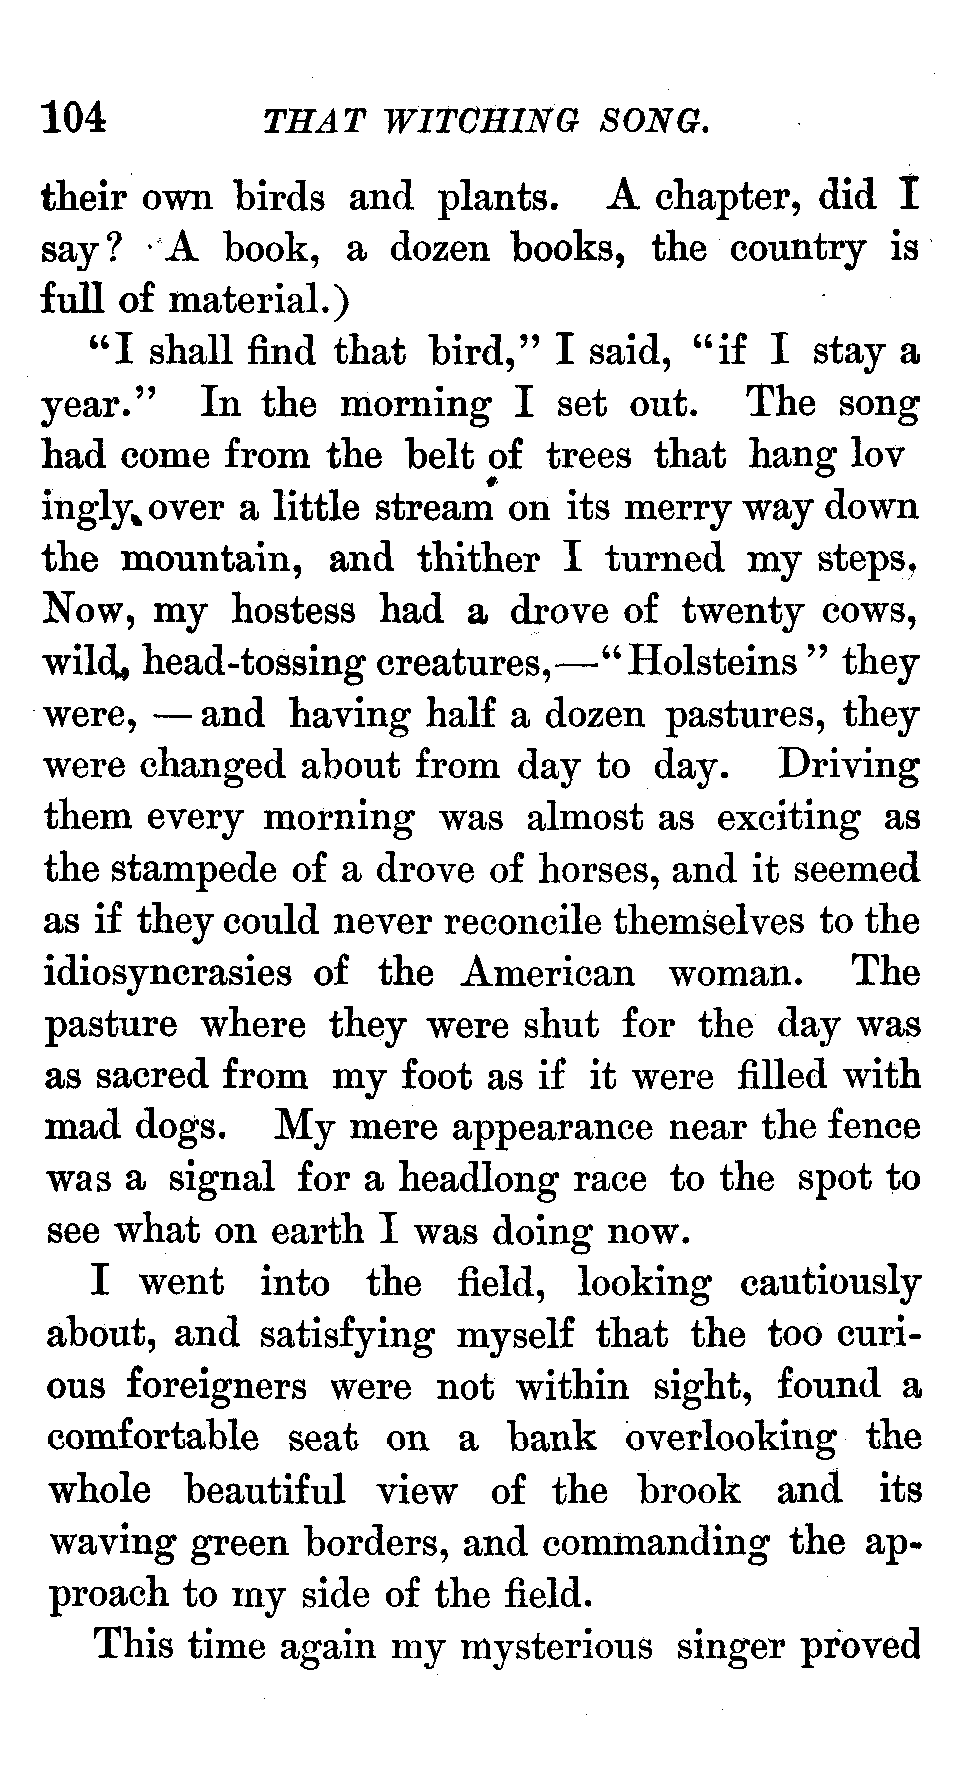 104 THAT WITCHING SONG.
their own birds and plants. A chapter, did I
say? A book, a dozen books, the country is
full of material.)
“I shall find that bird,” I said, “if I stay a
year.” In the morning I set out. The song
had come from the belt of trees that hang lov
ingly over a little stream on its merry way down
the mountain, and thither I turned my steps.
Now, my hostess had a drove of twenty cows,
wild, head-tossing creatures,—“Holsteins” they
were, — and having half a dozen pastures, they
were changed about from day to day. Driving
them every morning was almost as exciting as
the stampede of a drove of horses, and it seemed
as if they could never reconcile themselves to the
idiosyncrasies of the American woman. The
pasture where they were shut for the day was
as sacred from my foot as if it were filled with
mad dogs. My mere appearance near the fence
was a signal for a headlong race to the spot to
see what on earth I was doing now.
I went into the field, looking cautiously
about, and satisfying myself that the too curi-
ous foreigners were not within sight, found a
comfortable seat on a bank overlooking the
whole beautiful view of the brook and its
waving green borders, and commanding the ap-
proach to my side of the field.
This time again my mysterious singer proved